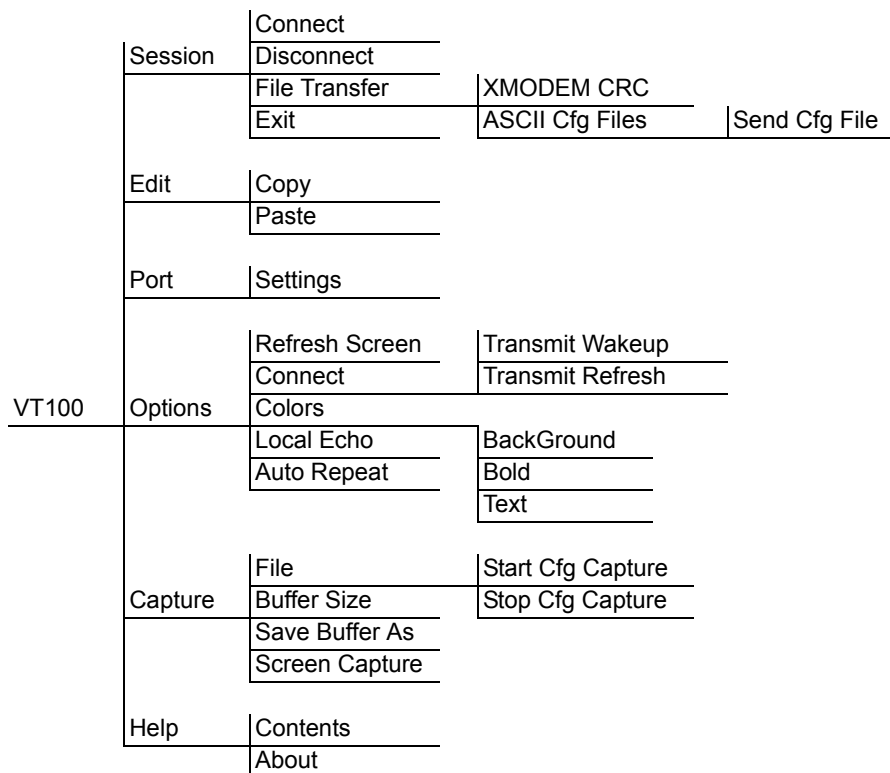 Connect
Session Disconnect
File Transfer XMODEM CRC
Exit ASCII Cfg Files Send Cfg File
Edit Copy
Paste
Port Settings
Refresh Screen Transmit Wakeup
Connect Transmit Refresh
VT100 Options Colors
Local Echo BackGround
Auto Repeat Bold
Text
File Start Cfg Capture
Capture Buffer Size Stop Cfg Capture
Save Buffer As
Screen Capture
Help Contents
About